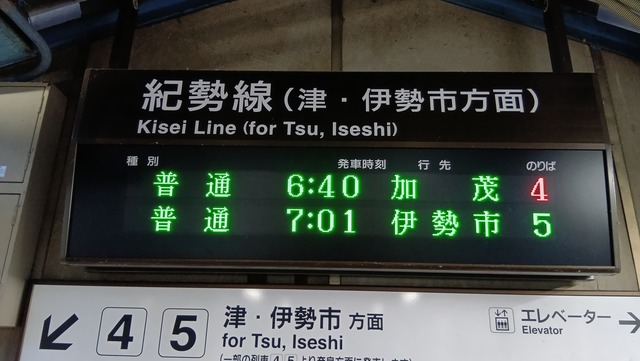 紀勢線(津・伊勢市方面)
Kisei Line (for Tsu, Iseshi)
種別 発車時刻 行先 のりば
普通 6:40 加茂 4
普通 7:01 伊勢市 5
4 5 津・伊勢市 方面
for Tsu, Iseshi
エレベーター
Elevator